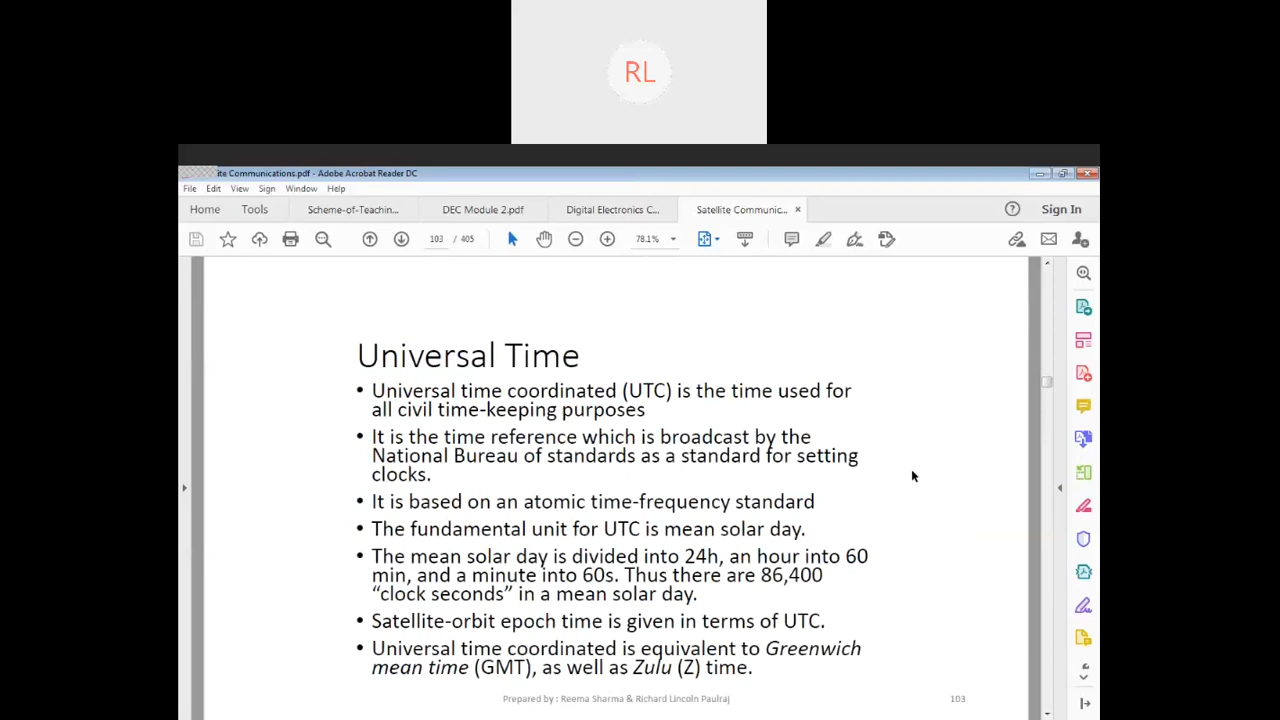 RL
ite Communications.pdf - Adobe Acrobat Reader DC
File Edit View Sign Window Help
Home Tools Scheme-of-Teachin... DEC Module 2.pdf Digital Electronics C... Satellite Communic... × Sign In
103 / 405 78.1%
Universal Time
• Universal time coordinated (UTC) is the time used for
all civil time-keeping purposes
• It is the time reference which is broadcast by the
National Bureau of standards as a standard for setting
clocks.
• It is based on an atomic time-frequency standard
• The fundamental unit for UTC is mean solar day.
• The mean solar day is divided into 24h, an hour into 60
min, and a minute into 60s. Thus there are 86,400
“clock seconds” in a mean solar day.
• Satellite-orbit epoch time is given in terms of UTC.
• Universal time coordinated is equivalent to Greenwich
mean time (GMT), as well as Zulu (Z) time.
Prepared by : Reema Sharma & Richard Lincoln Paulraj 103